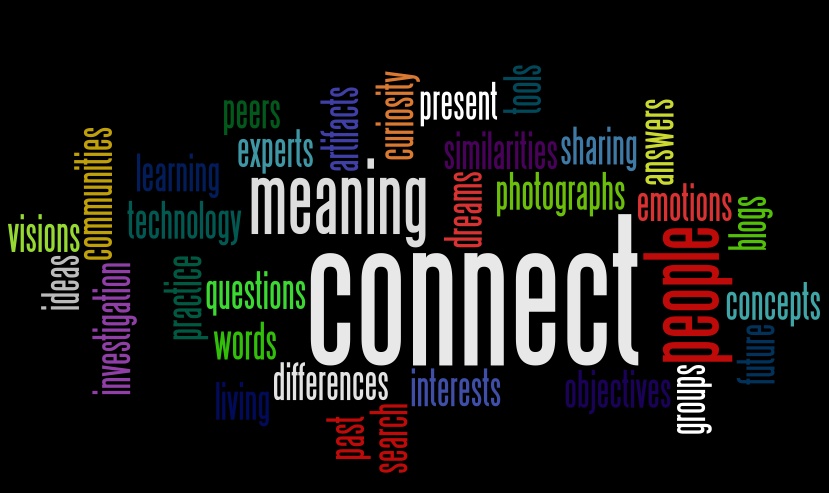 tools
curiosity
present
artifacts
peers
answers
communities
experts
similarities
sharing
learning
meaning
dreams
photographs
emotions
visions
technology
blogs
connect
people
ideas
investigation
practice
questions
concepts
words
future
differences
interests
objectives
groups
living
past
search